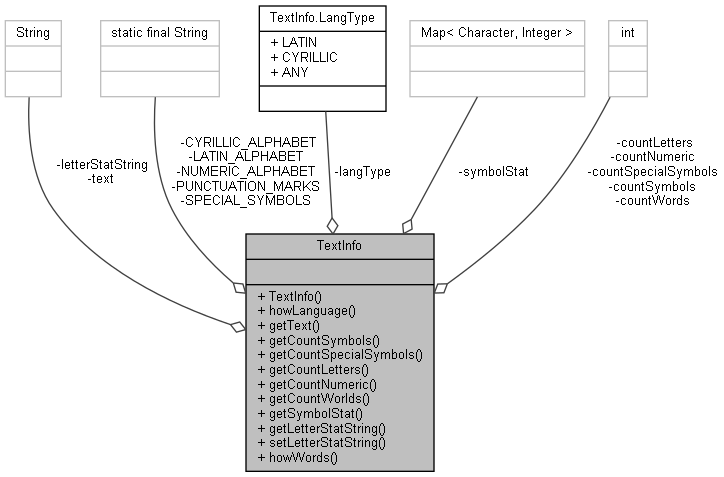 String
static final String
TextInfo.LangType
+ LATIN
+ CYRILLIC
+ ANY
Map< Character, Integer >
int
-letterStatString
-text
-CYRILLIC_ALPHABET
-LATIN_ALPHABET
-NUMERIC_ALPHABET
-PUNCTUATION_MARKS
-SPECIAL_SYMBOLS
-langType
-symbolStat
-countLetters
-countNumeric
-countSpecialSymbols
-countSymbols
-countWords
TextInfo
+ TextInfo()
+ howLanguage()
+ getText()
+ getCountSymbols()
+ getCountSpecialSymbols()
+ getCountLetters()
+ getCountNumeric()
+ getCountWorlds()
+ getSymbolStat()
+ getLetterStatString()
+ setLetterStatString()
+ howWords()